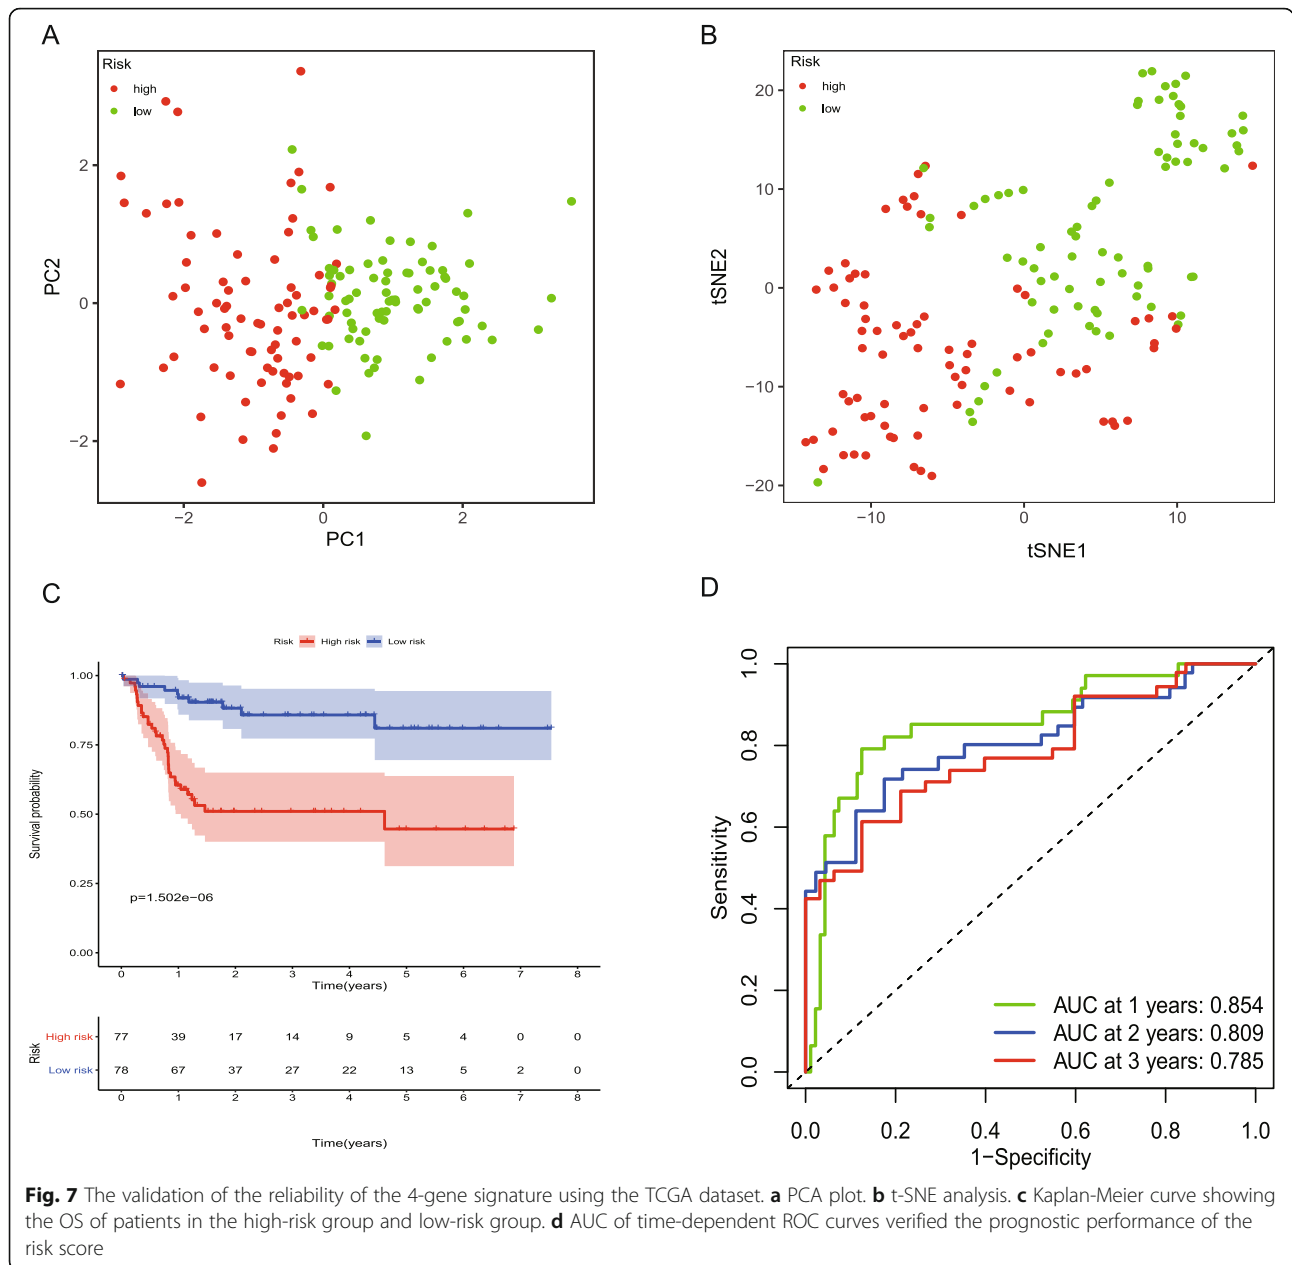 A
Risk
high
low
2
0
−2
PC2
−2
0
2
PC1
B
Risk
high
low
20
10
0
−10
−20
tSNE2
−10
0
10
tSNE1
C
Risk High risk Low risk
1.00
0.75
0.50
0.25
0.00
Survival probability
p=1.502e−06
0 1 2 3 4 5 6 7 8
Time(years)
Risk
High risk 77 39 17 14 9 5 4 0 0
Low risk 78 67 37 27 22 13 5 2 0
0 1 2 3 4 5 6 7 8
Time(years)
D
1.0
0.8
0.6
0.4
0.2
0.0
Sensitivity
AUC at 1 years: 0.854
AUC at 2 years: 0.809
AUC at 3 years: 0.785
0.0 0.2 0.4 0.6 0.8 1.0
1−Specificity
Fig. 7 The validation of the reliability of the 4-gene signature using the TCGA dataset. a PCA plot. b t-SNE analysis. c Kaplan-Meier curve showing
the OS of patients in the high-risk group and low-risk group. d AUC of time-dependent ROC curves verified the prognostic performance of the
risk score